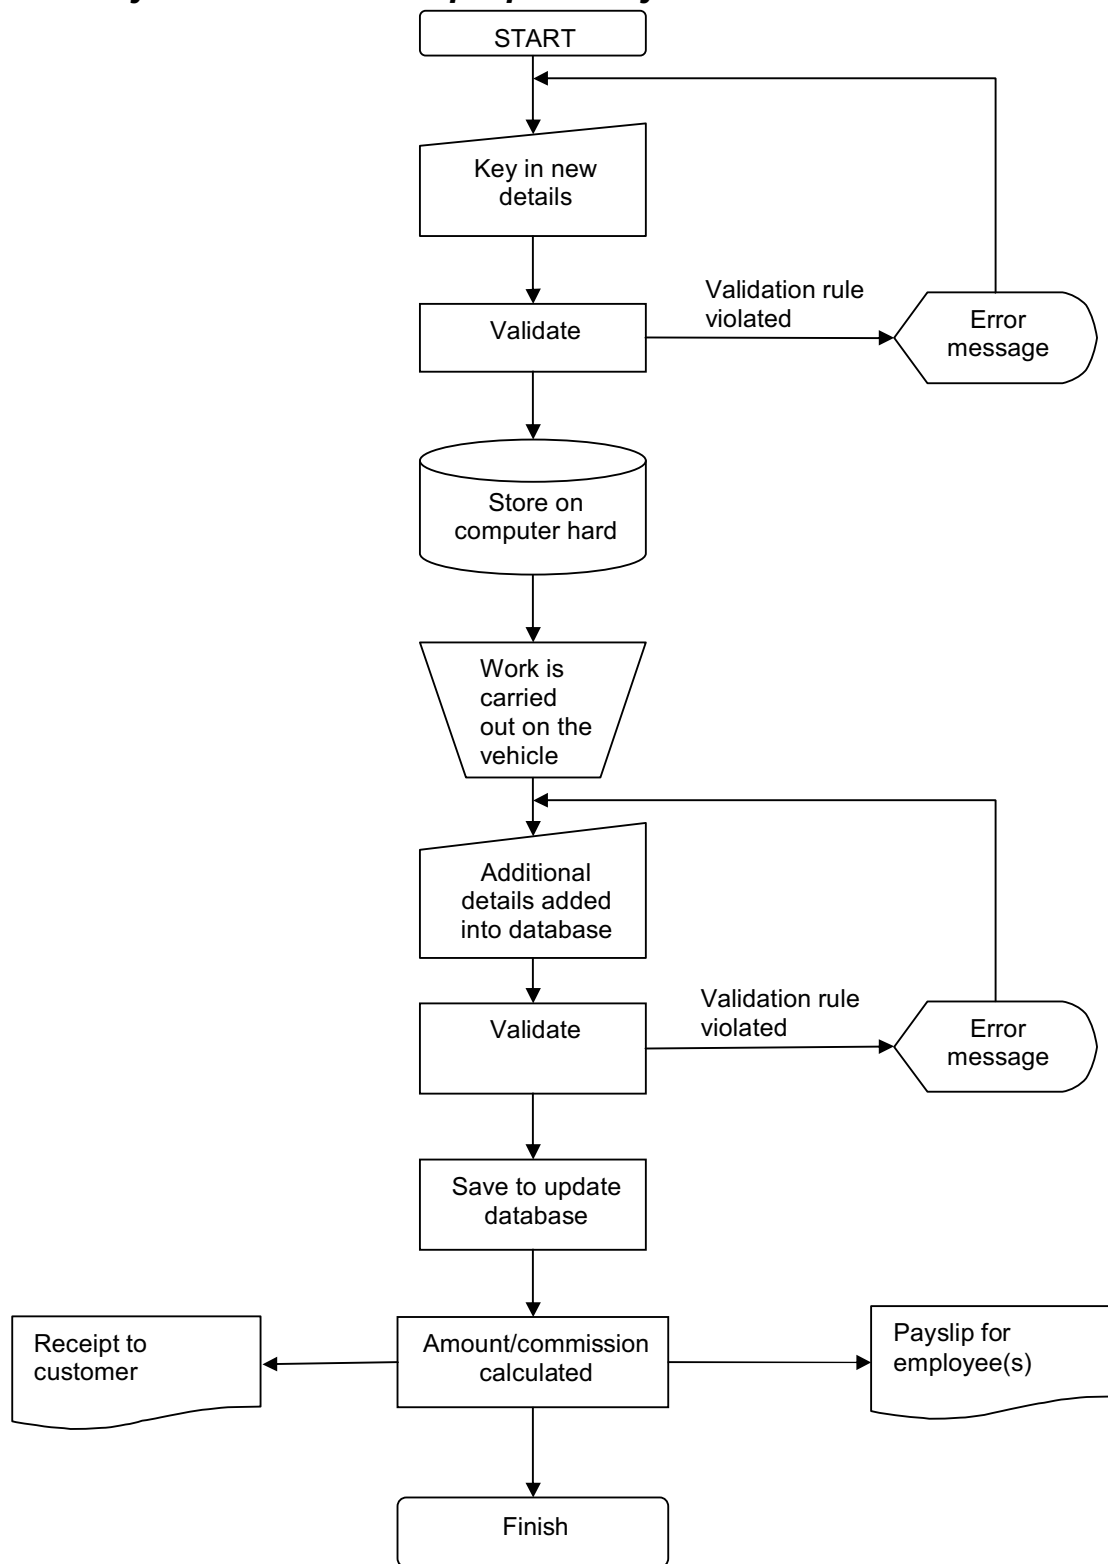 START
Key in new
details
Validation rule
violated
Validate
Error
message
Store on
computer hard
Work is
carried
out on the
vehicle
Additional
details added
into database
Validation rule
violated
Validate
Error
message
Save to update
database
Receipt to
customer
Amount/commission
calculated
Payslip for
employee(s)
Finish